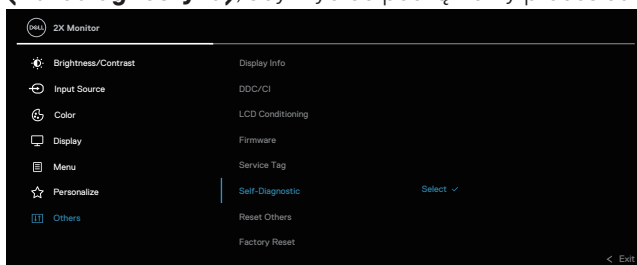 DELL 2X Monitor
Brightness/Contrast Display Info
Input Source DDC/CI
Color LCD Conditioning
Display Firmware
Menu Service Tag
Personalize Self-Diagnostic Select
Others Reset Others
Factory Reset
Exit